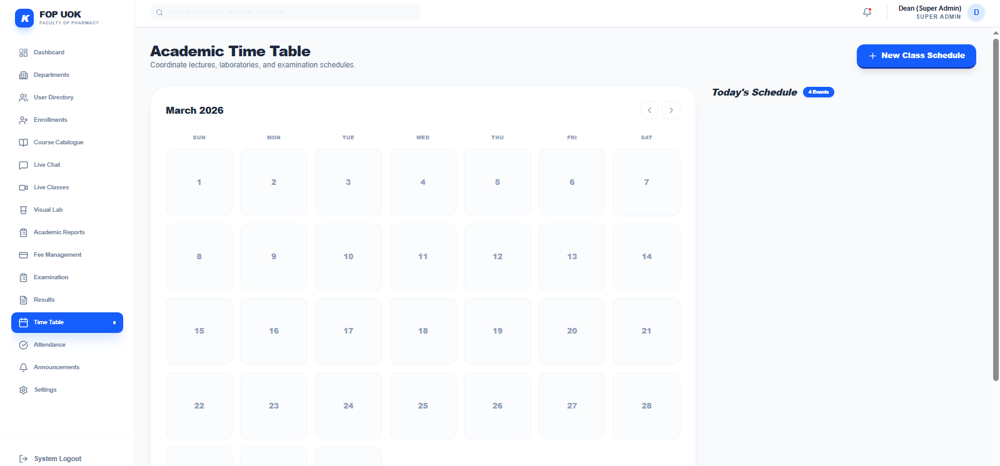 K
FOP UOK
FACULTY OF PHARMACY
Search for courses, students, or reports...
Dean (Super Admin)
SUPER ADMIN
D
Dashboard
Departments
User Directory
Enrollments
Course Catalogue
Live Chat
Live Classes
Visual Lab
Academic Reports
Fee Management
Examination
Results
Time Table
Attendance
Announcements
Settings
System Logout
Academic Time Table
Coordinate lectures, laboratories, and examination schedules.
New Class Schedule
March 2026
SUN MON TUE WED THU FRI SAT
1 2 3 4 5 6 7
8 9 10 11 12 13 14
15 16 17 18 19 20 21
22 23 24 25 26 27 28
Today's Schedule
4 Events